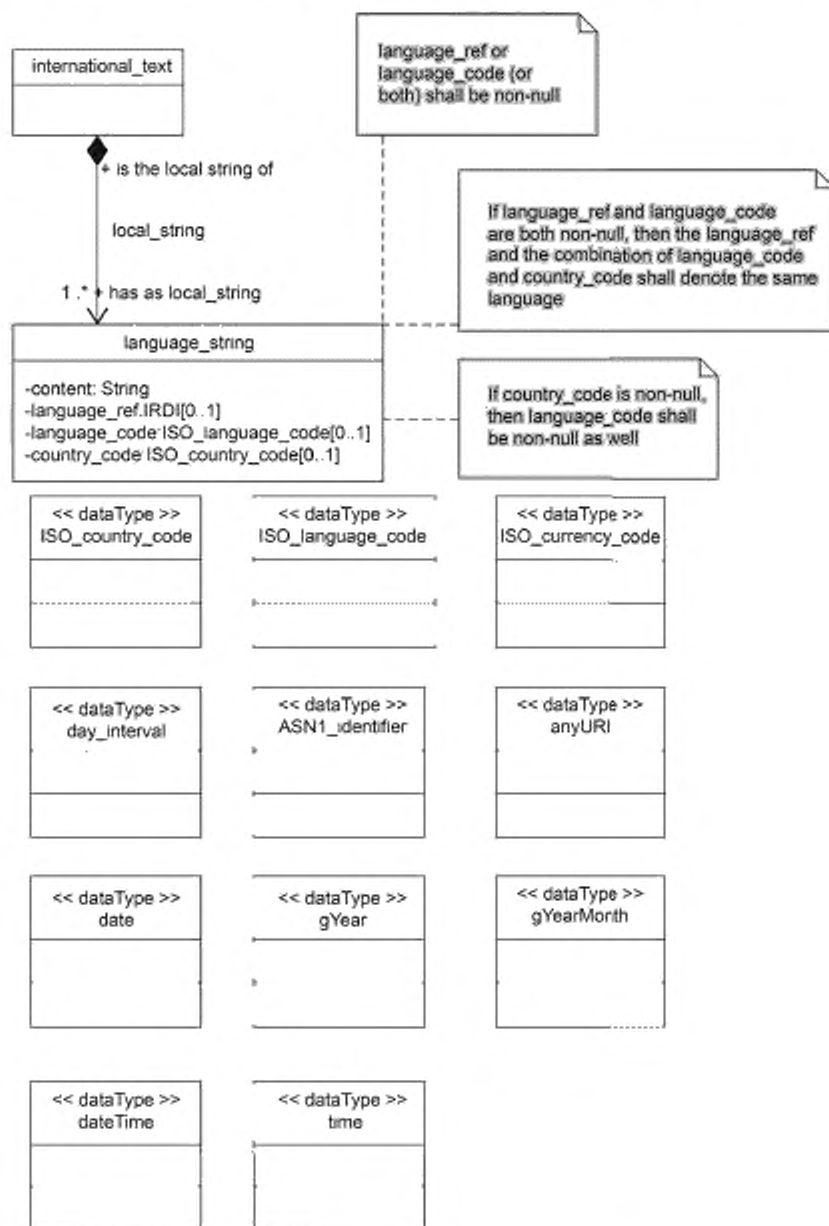 international_text
language_ref or
language_code (or
both) shall be non-null
+ is the local string of
local_string
1..* + has as local_string
If language_ref and language_code
are both non-null, then the language_ref
and the combination of language_code
and country_code shall denote the same
language
language_string
-content: String
-language_ref:IRDI[0..1]
-language_code:ISO_language_code[0..1]
-country_code:ISO_country_code[0..1]
If country_code is non-null,
then language_code shall
be non-null as well
<< dataType >>
ISO_country_code
<< dataType >>
ISO_language_code
<< dataType >>
ISO_currency_code
<< dataType >>
day_interval
<< dataType >>
ASN1_identifier
<< dataType >>
anyURI
<< dataType >>
date
<< dataType >>
gYear
<< dataType >>
gYearMonth
<< dataType >>
dateTime
<< dataType >>
time